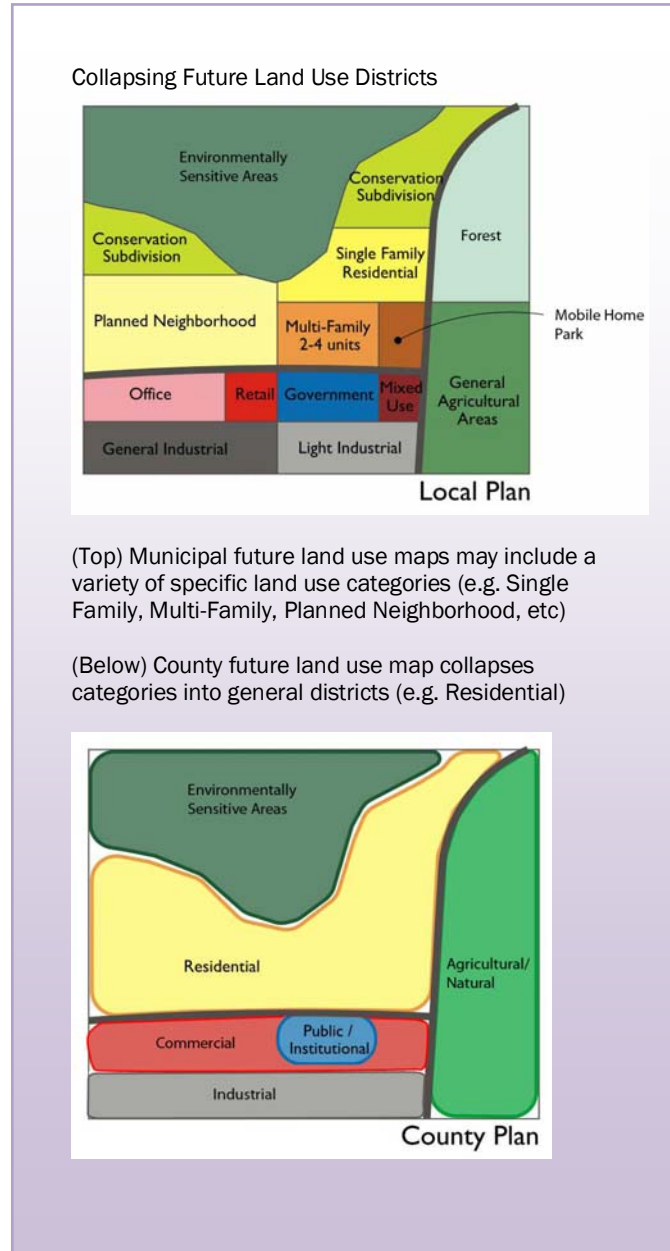 Collapsing Future Land Use Districts
Environmentally
Sensitive Areas
Conservation
Subdivision
Forest
Conservation
Subdivision
Single Family
Residential
Planned Neighborhood
Multi-Family
2-4 units
Mobile Home
Park
Office
Retail
Government
Mixed
Use
General
Agricultural
Areas
General Industrial
Light Industrial
Local Plan
(Top) Municipal future land use maps may include a
variety of specific land use categories (e.g. Single
Family, Multi-Family, Planned Neighborhood, etc)
(Below) County future land use map collapses
categories into general districts (e.g. Residential)
Environmentally
Sensitive Areas
Residential
Agricultural/
Natural
Commercial
Public /
Institutional
Industrial
County Plan